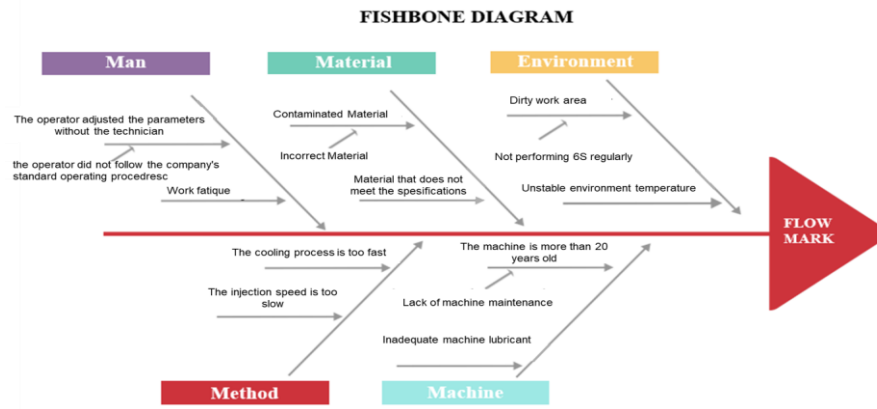 FISHBONE DIAGRAM
Man
Material
Environment
The operator adjusted the parameters
without the technician
the operator did not follow the company's
standard operating procedresc
Work fatique
Contaminated Material
Incorrect Material
Material that does not
meet the spesifications
Dirty work area
Not performing 6S regularly
Unstable environment temperature
FLOW
MARK
The cooling process is too fast
The injection speed is too
slow
The machine is more than 20
years old
Lack of machine maintenance
Inadequate machine lubricant
Method
Machine